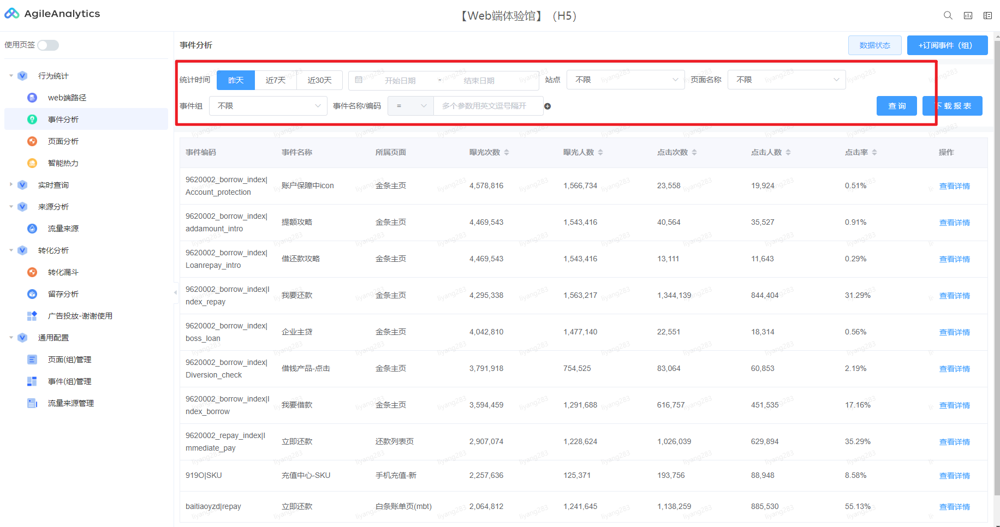 AgileAnalytics
【Web端体验馆】（H5）
使用页签
行为统计
web端路径
事件分析
页面分析
智能热力
实时查询
来源分析
流量来源
转化分析
转化漏斗
留存分析
广告投放-谢谢使用
通用配置
页面(组)管理
事件(组)管理
流量来源管理
事件分析 数据状态 +订阅事件（组）
统计时间 昨天 近7天 近30天 开始日期 - 结束日期 站点 不限 页面名称 不限
事件组 不限 事件名称/编码 = 多个参数用英文逗号隔开 查 询 下 载 报 表
事件编码 事件名称 所属页面 曝光次数 曝光人数 点击次数 点击人数 点击率 操作
9620002_borrow_index|
Account_protection 账户保障中icon 金条主页 4,578,816 1,566,734 23,558 19,924 0.51% 查看详情
9620002_borrow_index|
addamount_intro 提额攻略 金条主页 4,469,543 1,543,416 40,564 35,527 0.91% 查看详情
9620002_borrow_index|
Loanrepay_intro 借还款攻略 金条主页 4,469,543 1,543,416 13,111 11,643 0.29% 查看详情
9620002_borrow_index|I
ndex_repay 我要还款 金条主页 4,295,338 1,563,217 1,344,139 844,404 31.29% 查看详情
9620002_borrow_index|
boss_loan 企业主贷 金条主页 4,042,810 1,477,140 22,551 18,314 0.56% 查看详情
9620002_borrow_index|
Diversion_check 借钱产品-点击 金条主页 3,791,918 754,525 83,064 60,853 2.19% 查看详情
9620002_borrow_index|I
ndex_borrow 我要借款 金条主页 3,594,459 1,291,688 616,757 451,535 17.16% 查看详情
9620002_repay_index|I
mmediate_pay 立即还款 还款列表页 2,907,074 1,228,624 1,026,039 629,894 35.29% 查看详情
919O|SKU 充值中心-SKU 手机充值-新 2,257,636 125,371 193,756 88,948 8.58% 查看详情
baitiaoyzd|repay 立即还款 白条账单页(mbt) 2,064,812 1,241,645 1,138,259 885,530 55.13% 查看详情
liyang283